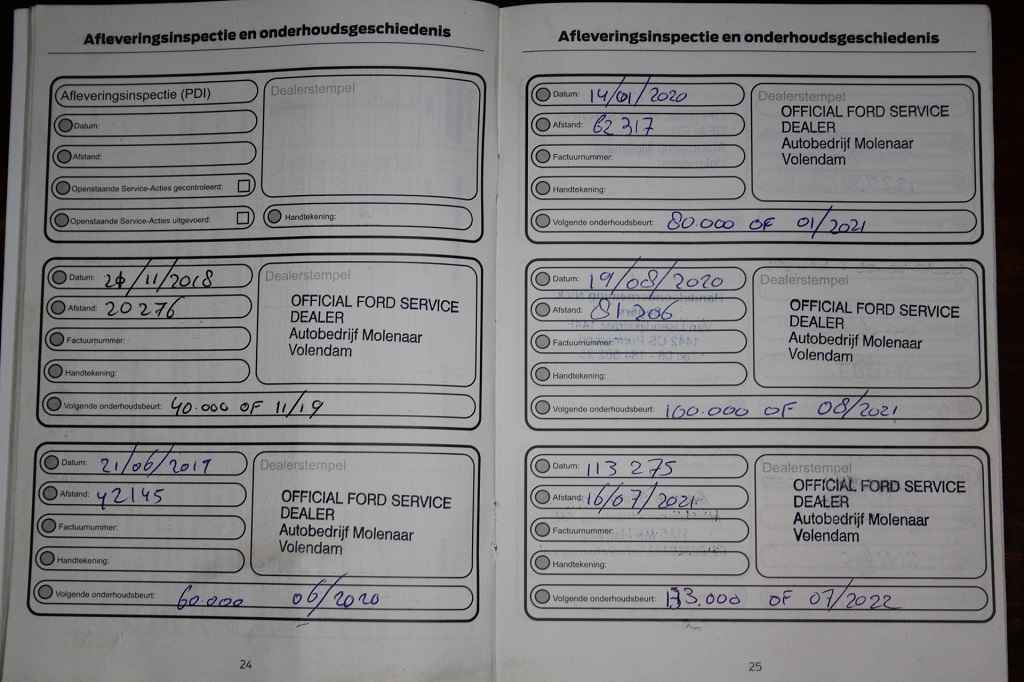 Afleveringsinspectie en onderhoudsgeschiedenis
Afleveringsinspectie (PDI)
Dealerstempel
Datum:
Afstand:
Openstaande Service-Acties gecontroleerd:
Openstaande Service-Acties uitgevoerd:
Handtekening:
Datum: 21/11/2018
Dealerstempel
Afstand: 20276
OFFICIAL FORD SERVICE
DEALER
Autobedrijf Molenaar
Volendam
Factuurnummer:
Handtekening:
Volgende onderhoudsbeurt: 40.000 OF 11/19
Datum: 21/06/2019
Dealerstempel
Afstand: 42145
OFFICIAL FORD SERVICE
DEALER
Autobedrijf Molenaar
Volendam
Factuurnummer:
Handtekening:
Volgende onderhoudsbeurt: 60.000 06/2020
24
Afleveringsinspectie en onderhoudsgeschiedenis
Datum: 14/01/2020
Dealerstempel
Afstand: 62317
OFFICIAL FORD SERVICE
DEALER
Autobedrijf Molenaar
Volendam
Factuurnummer:
Handtekening:
Volgende onderhoudsbeurt: 80.000 OF 01/2021
Datum: 19/08/2020
Dealerstempel
Afstand: 81206
OFFICIAL FORD SERVICE
DEALER
Autobedrijf Molenaar
Volendam
Factuurnummer:
Handtekening:
Volgende onderhoudsbeurt: 100.000 OF 08/2021
Datum: 113 275
Dealerstempel
Afstand: 16/07/2021
OFFICIAL FORD SERVICE
DEALER
Autobedrijf Molenaar
Volendam
Factuurnummer:
Handtekening:
Volgende onderhoudsbeurt: 133.000 OF 07/2022
25